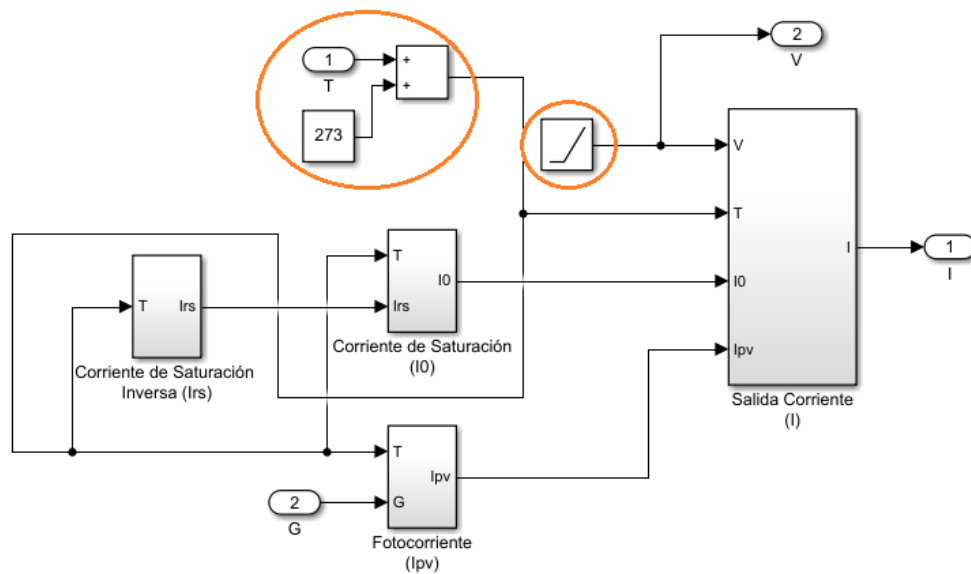 1
T
+
+
273
2
V
V
T
I0
Ipv
I
1
I
T
Irs
Corriente de Saturación
Inversa (Irs)
T
Irs
I0
Corriente de Saturación
(I0)
Salida Corriente
(I)
T
G
Ipv
2
G
Fotocorriente
(Ipv)